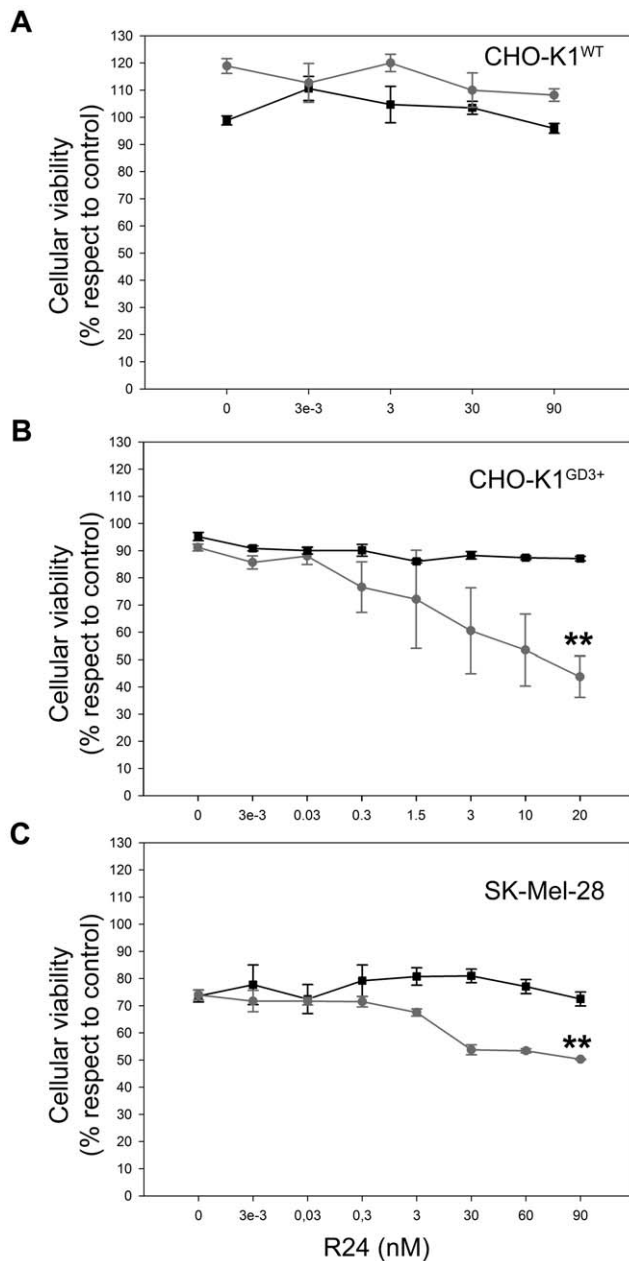 A
CHO-K1WT
Cellular viability
(% respect to control)
130
120
110
100
90
80
70
60
50
40
30
20
10
0
0 3e-3 3 30 90
B
CHO-K1GD3+
Cellular viability
(% respect to control)
130
120
110
100
90
80
70
60
50
40
30
20
10
0
**
0 3e-3 0.03 0.3 1.5 3 10 20
C
SK-Mel-28
Cellular viability
(% respect to control)
130
120
110
100
90
80
70
60
50
40
30
20
10
0
**
0 3e-3 0,03 0,3 3 30 60 90
R24 (nM)